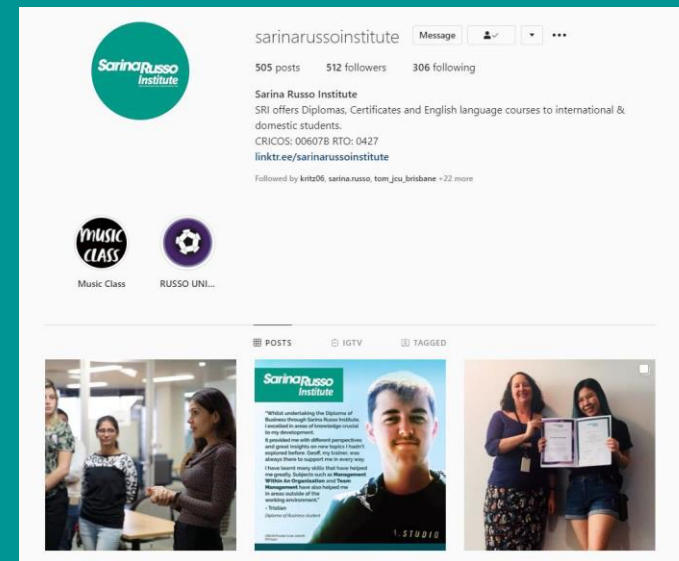 Sarina Russo
Institute
sarinarussoinstitute Message
505 posts 512 followers 306 following
Sarina Russo Institute
SRI offers Diplomas, Certificates and English language courses to international &
domestic students.
CRICOS: 00607B RTO: 0427
linktr.ee/sarinarussoinstitute
Followed by kritz06, sarina.russo, tom_jcu_brisbane +22 more
MUSIC
CLASS
Music Class RUSSO UNI...
POSTS IGTV TAGGED
Sarina Russo
Institute
"Whilst undertaking the Diploma of
Business through Sarina Russo Institute,
I excelled in areas of knowledge crucial
to my development.
It provided me with different perspectives
and great insights on new topics I hadn't
explored before. Geoff, my trainer, was
always there to support me in every way.
I have learnt many skills that have helped
me greatly. Subjects such as Management
Within An Organisation and Team
Management have also helped me
in areas outside of the
working environment."
- Tristian
Diploma of Business student
STUDIO